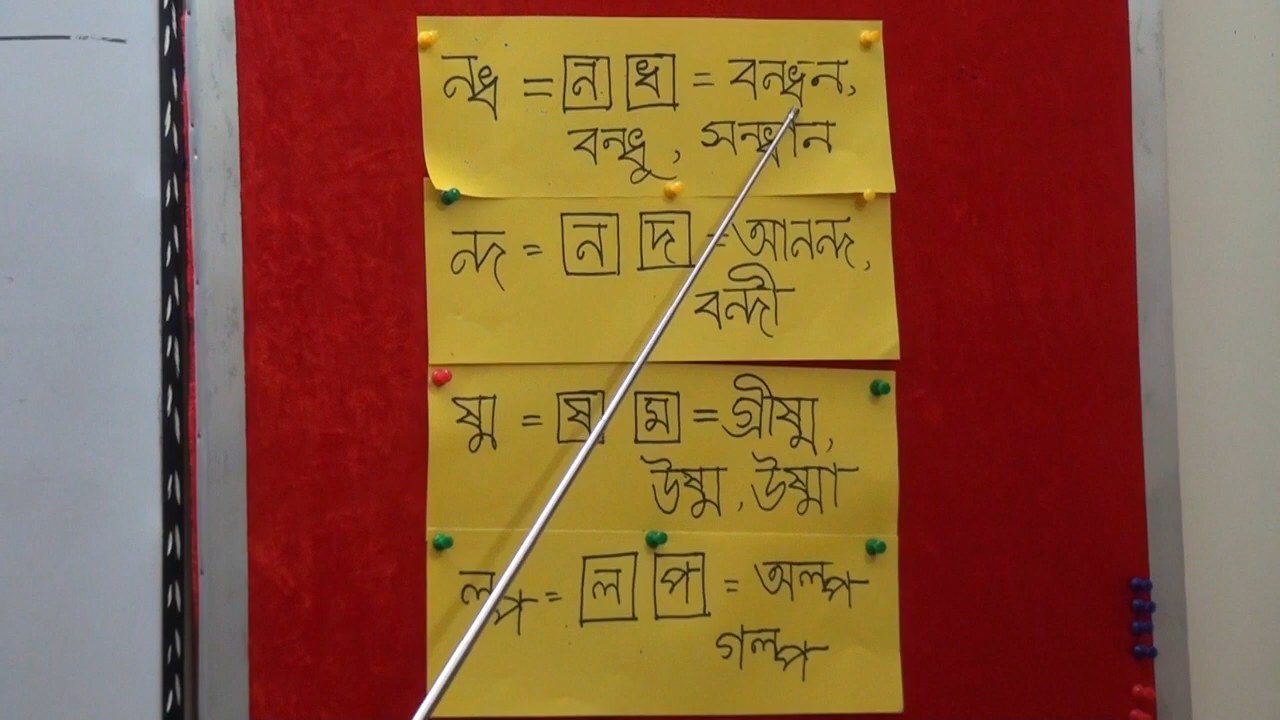 ন্ধ = ন ধ = বন্ধন,
বন্ধু, সন্ধান
ন্দ = ন দ = আনন্দ,
বন্দী
ষ্ম = ষ ম = গ্রীষ্ম,
উষ্ম, উষ্মা
ল্প = ল প = অল্প
গল্প